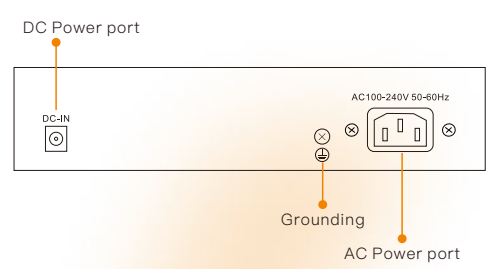 DC Power port
AC100-240V 50-60Hz
DC-IN
Grounding
AC Power port